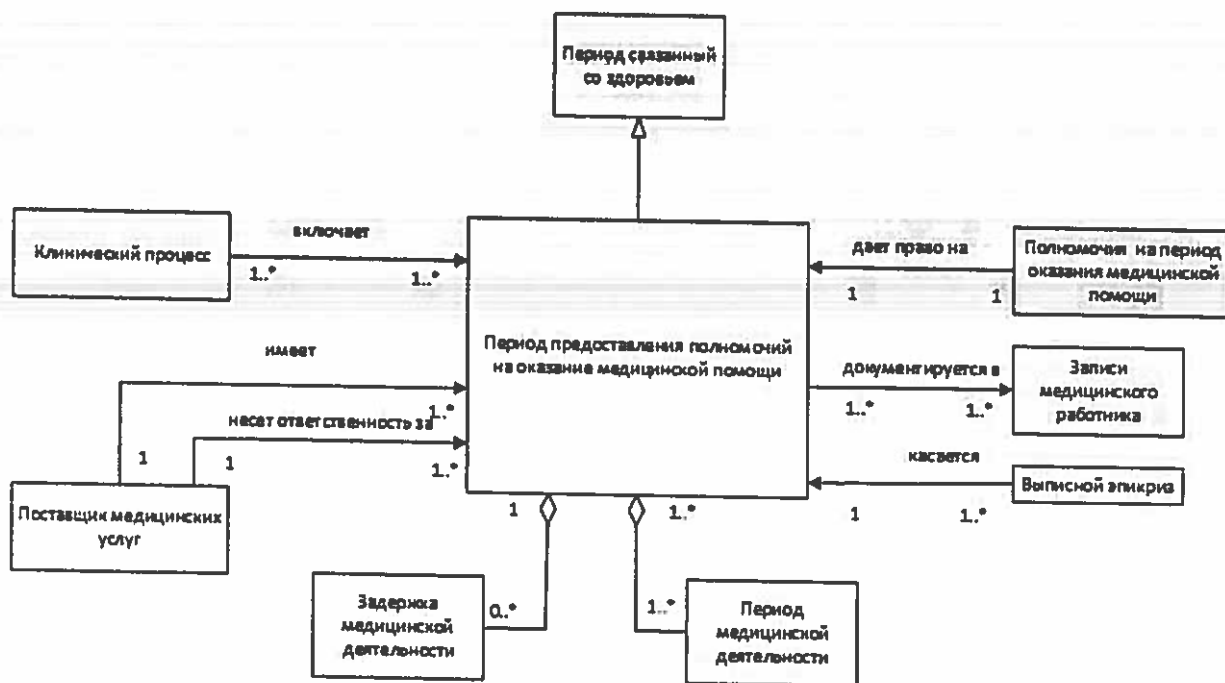 Период связанный
со здоровьем
включает
Клинический процесс
1..*
1..*
дает право на
1
1
Полномочия на период
оказания медицинской
помощи
Период предоставления полномочий
на оказание медицинской помощи
имеет
1..*
1
несет ответственность за
1
1..*
Поставщик медицинских
услуг
документируется в
1..*
1..*
Записи
медицинского
работника
касается
1
1..*
Выписной эпикриз
1
1..*
0..*
1..*
Задержка
медицинской
деятельности
Период
медицинской
деятельности